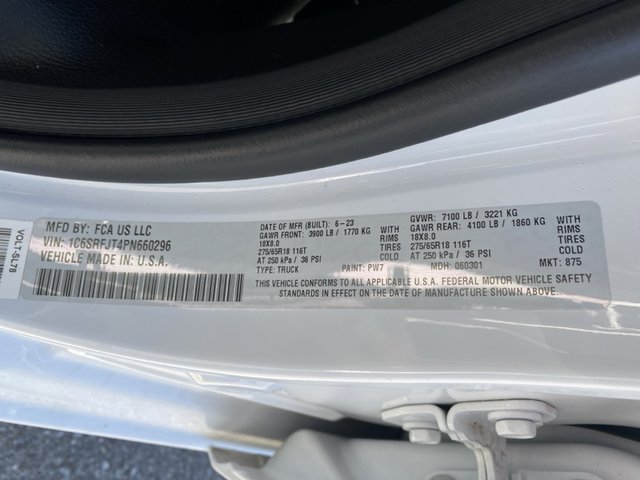 MFD BY: FCA US LLC
VIN: 1C6SRFJT4PN660296
VEHICLE MADE IN U.S.A.
DATE OF MFR (BUILT): 6-23
GAWR FRONT: 3900 LB / 1770 KG WITH
18X8.0 RIMS
275/65R18 116T TIRES
AT 250 kPa / 36 PSI COLD
TYPE: TRUCK PAINT: PW7
GVWR: 7100 LB / 3221 KG
GAWR REAR: 4100 LB / 1860 KG WITH
18X8.0 RIMS
275/65R18 116T TIRES
AT 250 kPa / 36 PSI COLD
MDH: 060301 MKT: 875
THIS VEHICLE CONFORMS TO ALL APPLICABLE U.S.A. FEDERAL MOTOR VEHICLE SAFETY
STANDARDS IN EFFECT ON THE DATE OF MANUFACTURE SHOWN ABOVE.